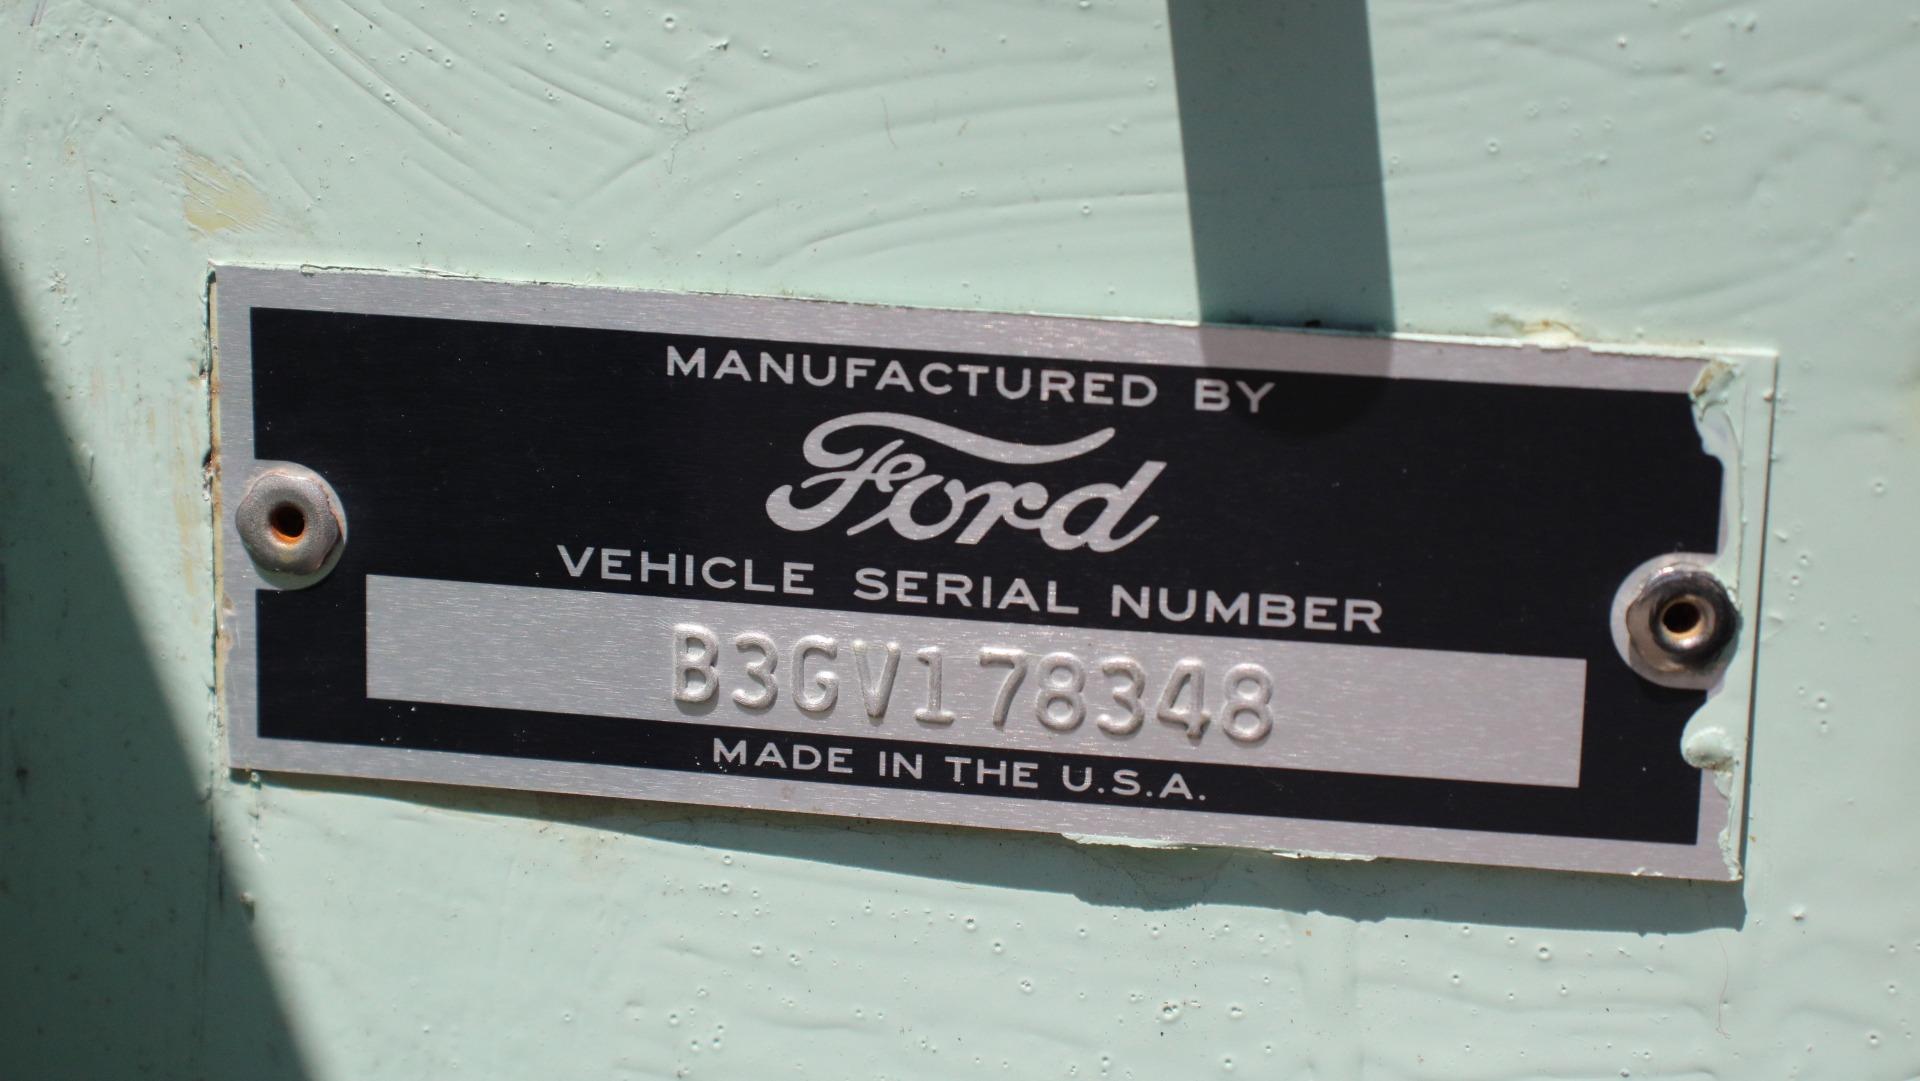 MANUFACTURED BY
Ford
VEHICLE SERIAL NUMBER
B3GV178348
MADE IN THE U.S.A.